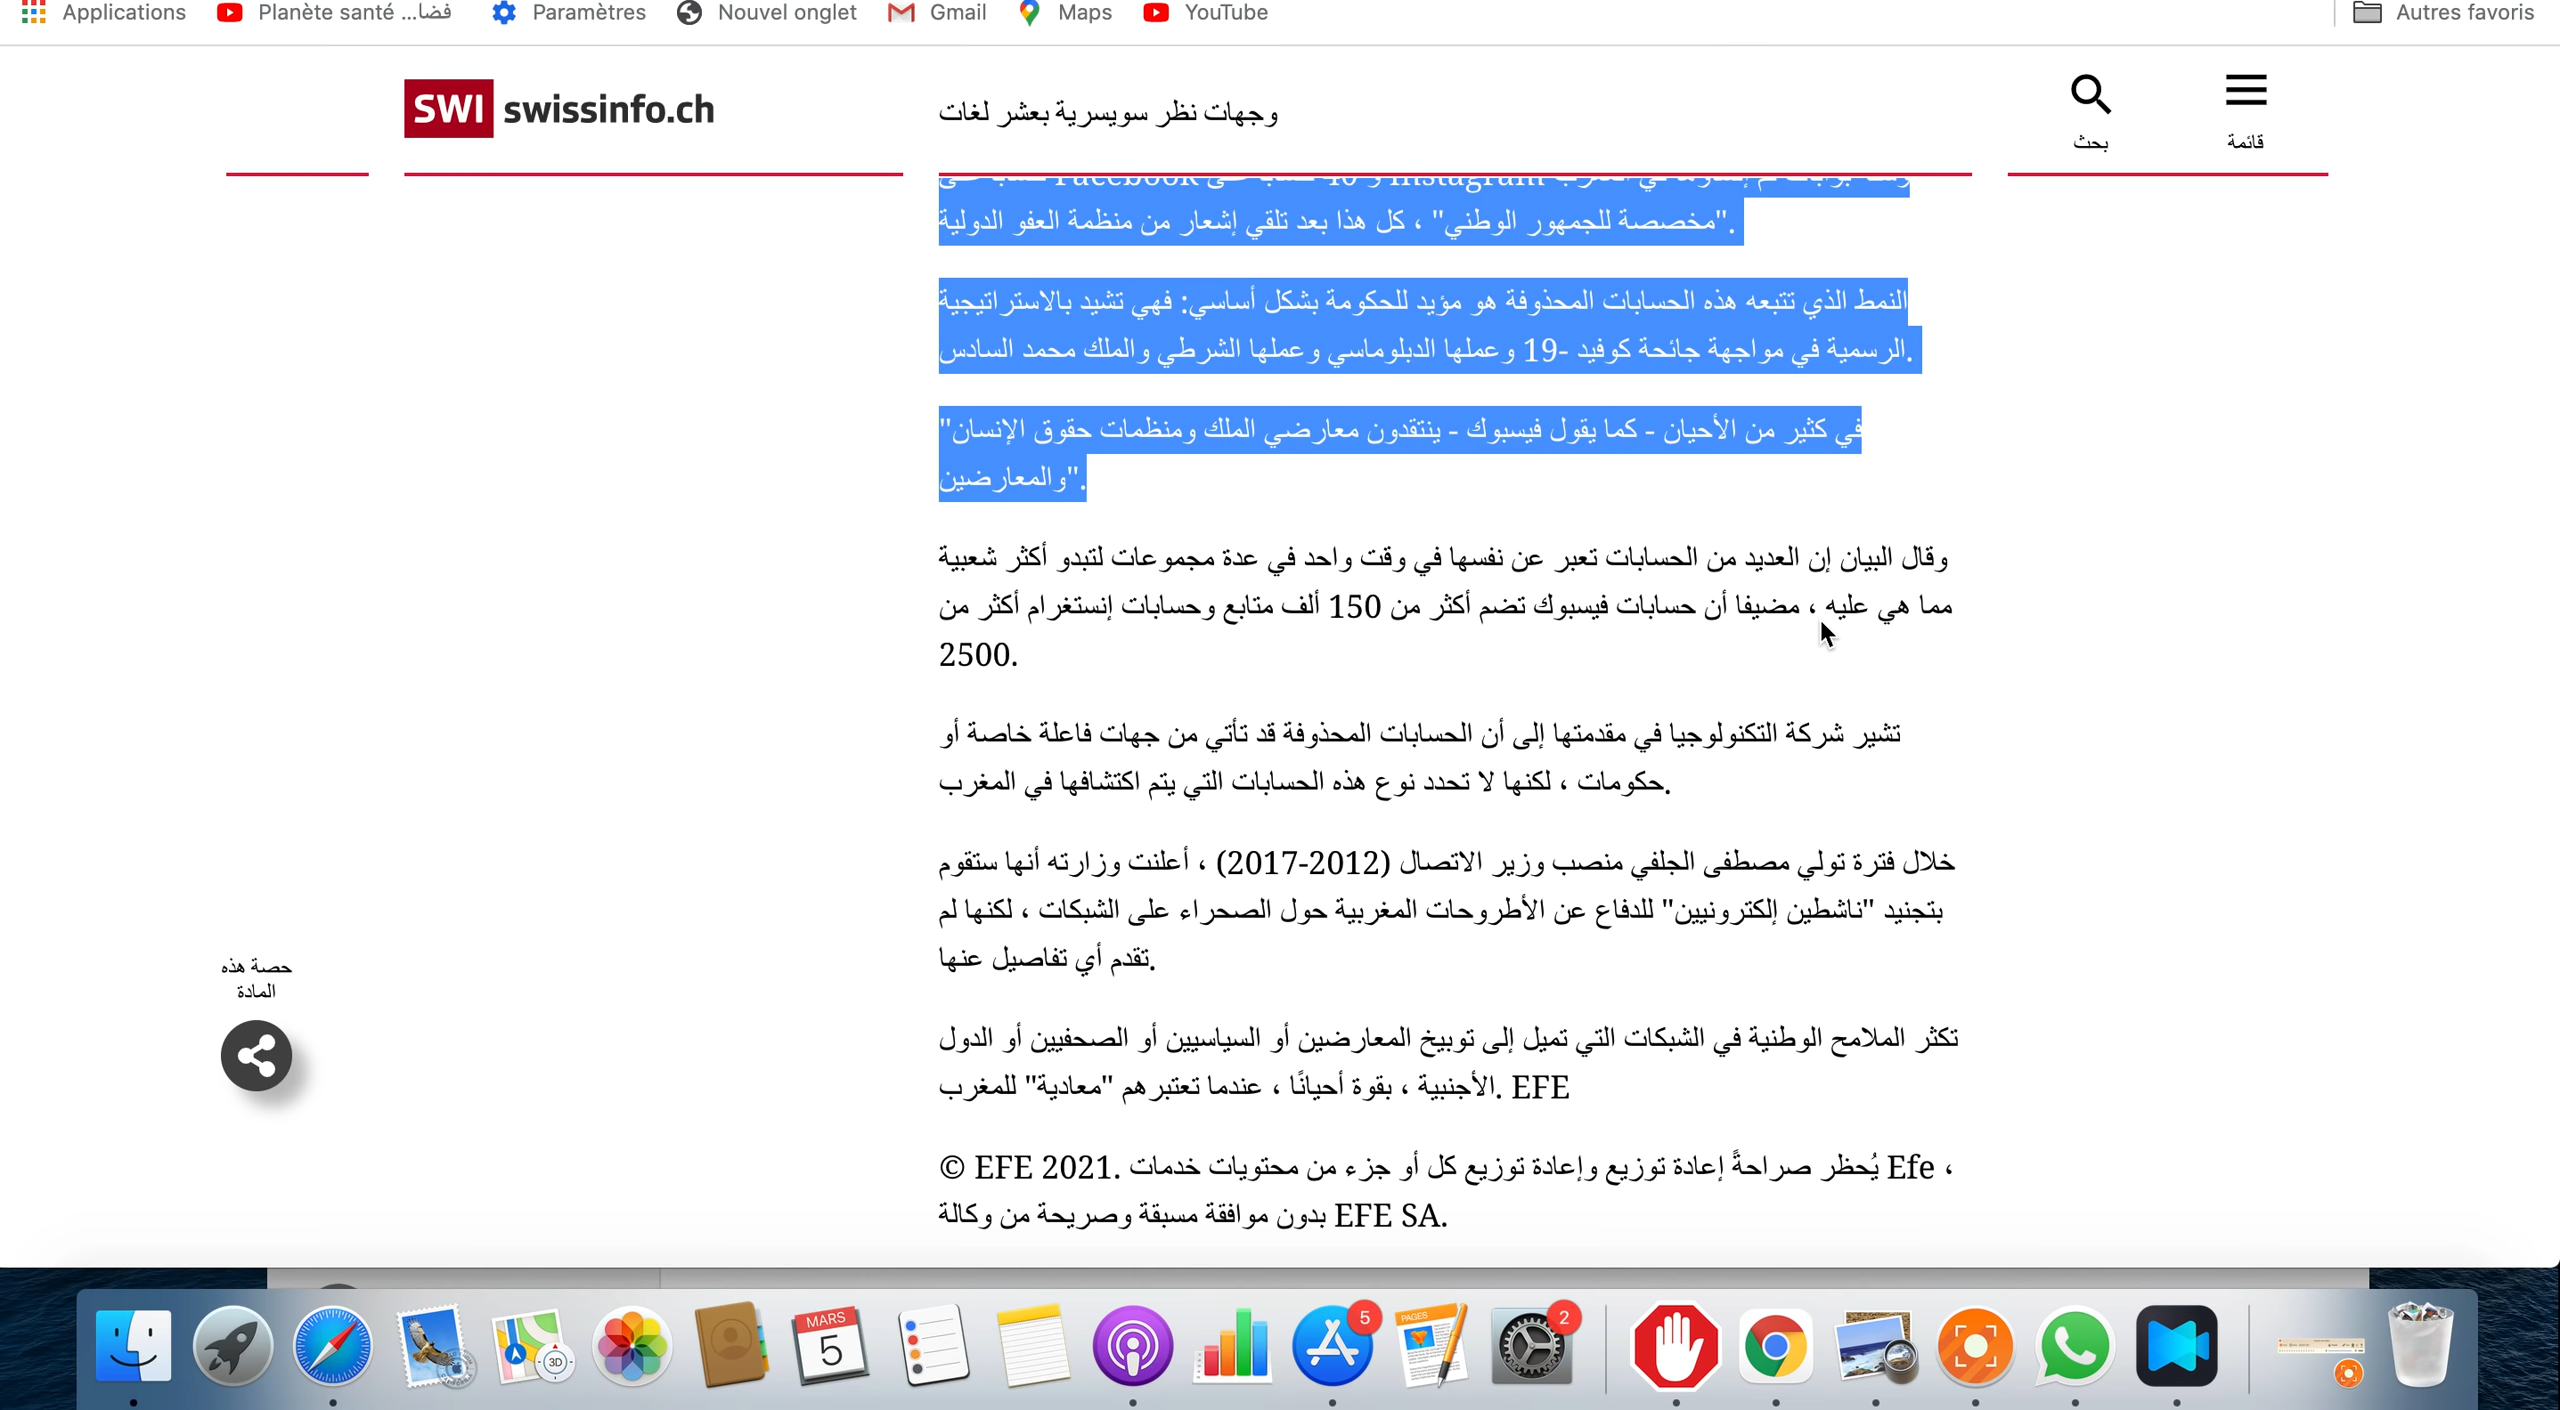 Applications
Planète santé ...فضا
Paramètres
Nouvel onglet
Gmail
Maps
YouTube
Autres favoris
SWI swissinfo.ch
وجهات نظر سويسرية بعشر لغات
بحث
قائمة
Facebook و 40 Instagram
"مخصصة للجمهور الوطني" ، كل هذا بعد تلقي إشعار من منظمة العفو الدولية.
النمط الذي تتبعه هذه الحسابات المحذوفة هو مؤيد للحكومة بشكل أساسي: فهي تشيد بالاستراتيجية
الرسمية في مواجهة جائحة كوفيد -19 وعملها الدبلوماسي وعملها الشرطي والملك محمد السادس.
في كثير من الأحيان - كما يقول فيسبوك - ينتقدون معارضي الملك ومنظمات حقوق الإنسان"
والمعارضين".
وقال البيان إن العديد من الحسابات تعبر عن نفسها في وقت واحد في عدة مجموعات لتبدو أكثر شعبية
مما هي عليه ، مضيفا أن حسابات فيسبوك تضم أكثر من 150 ألف متابع وحسابات إنستغرام أكثر من
2500.
تشير شركة التكنولوجيا في مقدمتها إلى أن الحسابات المحذوفة قد تأتي من جهات فاعلة خاصة أو
حكومات ، لكنها لا تحدد نوع هذه الحسابات التي يتم اكتشافها في المغرب.
خلال فترة تولي مصطفى الجلفي منصب وزير الاتصال (2012-2017) ، أعلنت وزارته أنها ستقوم
بتجنيد "ناشطين إلكترونيين" للدفاع عن الأطروحات المغربية حول الصحراء على الشبكات ، لكنها لم
تقدم أي تفاصيل عنها.
تكثر الملامح الوطنية في الشبكات التي تميل إلى توبيخ المعارضين أو السياسيين أو الصحفيين أو الدول
الأجنبية ، بقوة أحيانًا ، عندما تعتبرهم "معادية" للمغرب. EFE
© EFE 2021. يُحظر صراحةً إعادة توزيع وإعادة توزيع كل أو جزء من محتويات خدمات Efe ،
بدون موافقة مسبقة وصريحة من وكالة EFE SA.
حصة هذه
المادة
3D
MARS
5
5
PAGES
2